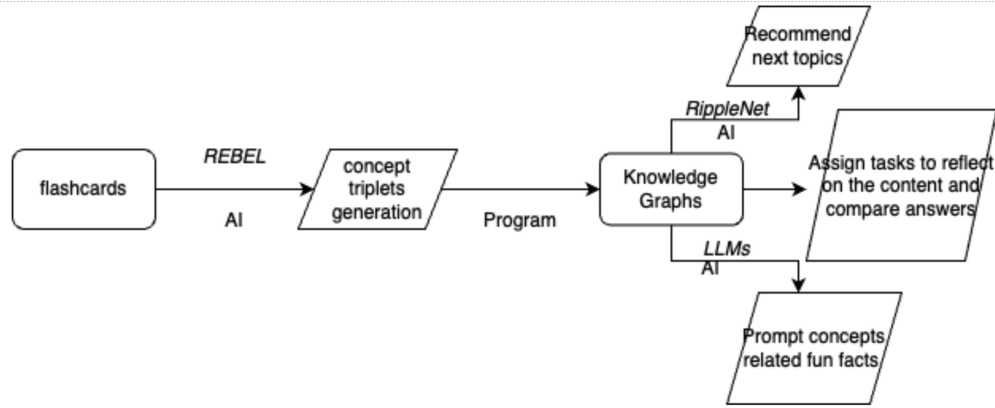 flashcards
REBEL
AI
concept
triplets
generation
Program
Knowledge
Graphs
RippleNet
AI
Recommend
next topics
Assign tasks to reflect
on the content and
compare answers
LLMs
AI
Prompt concepts
related fun facts